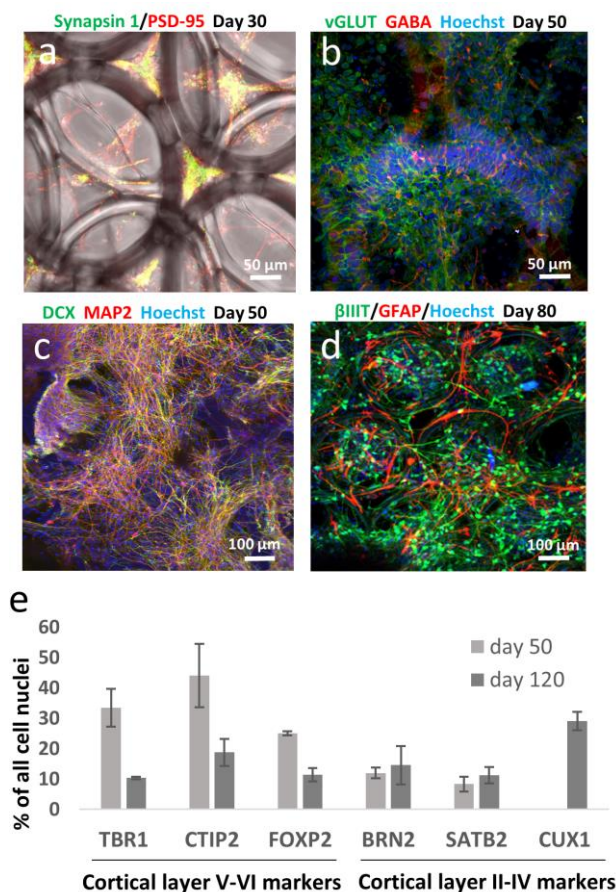 Synapsin 1/PSD-95 Day 30
vGLUT GABA Hoechst Day 50
a
50 µm
b
50 µm
DCX MAP2 Hoechst Day 50
βIIIT/GFAP/Hoechst Day 80
c
100 µm
d
100 µm
e
% of all cell nuclei
60
50
40
30
20
10
0
day 50
day 120
TBR1 CTIP2 FOXP2 BRN2 SATB2 CUX1
Cortical layer V-VI markers Cortical layer II-IV markers